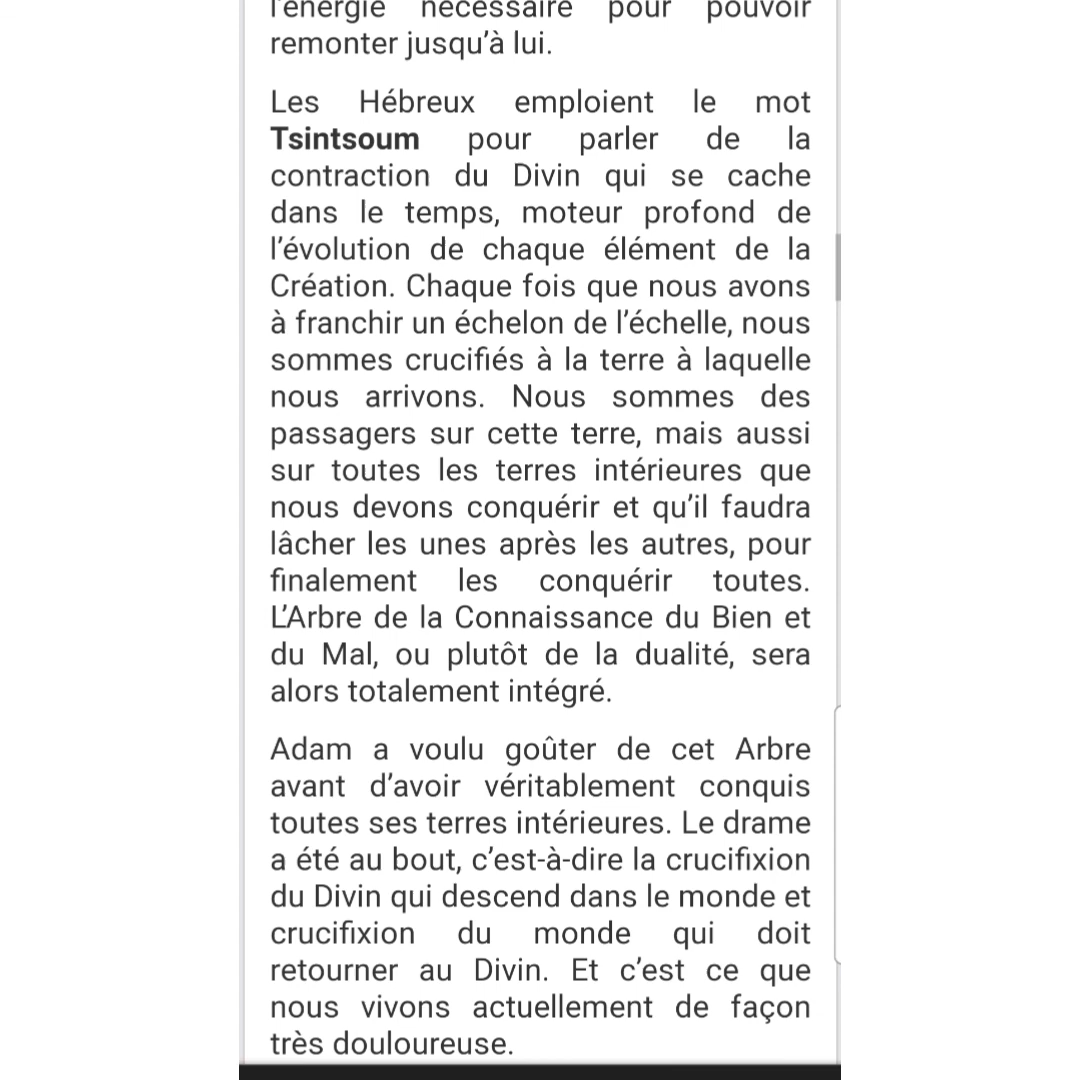 l'énergie nécessaire pour pouvoir
remonter jusqu'à lui.
Les Hébreux emploient le mot
Tsintsoum pour parler de la
contraction du Divin qui se cache
dans le temps, moteur profond de
l'évolution de chaque élément de la
Création. Chaque fois que nous avons
à franchir un échelon de l'échelle, nous
sommes crucifiés à la terre à laquelle
nous arrivons. Nous sommes des
passagers sur cette terre, mais aussi
sur toutes les terres intérieures que
nous devons conquérir et qu'il faudra
lâcher les unes après les autres, pour
finalement les conquérir toutes.
L'Arbre de la Connaissance du Bien et
du Mal, ou plutôt de la dualité, sera
alors totalement intégré.
Adam a voulu goûter de cet Arbre
avant d'avoir véritablement conquis
toutes ses terres intérieures. Le drame
a été au bout, c'est-à-dire la crucifixion
du Divin qui descend dans le monde et
crucifixion du monde qui doit
retourner au Divin. Et c'est ce que
nous vivons actuellement de façon
très douloureuse.